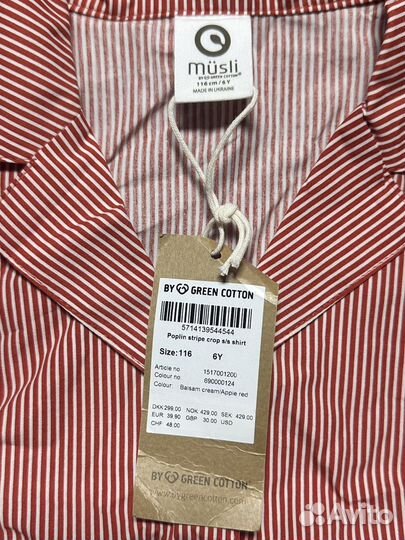 müsli
BY GREEN COTTON®
116 cm / 6 Y
MADE IN UKRAINE
BY GREEN COTTON
5714139544544
Poplin stripe crop s/s shirt
Size: 116 6Y
Article no 1517001200
Colour no. 690000124
Colour Balsam cream/Apple red
DKK 299.00 NOK 429.00 SEK 429.00
EUR 39.90 GBP 30.00 USD
CHF 48.00
BY GREEN COTTON
www.bygreencotton.com
Avito